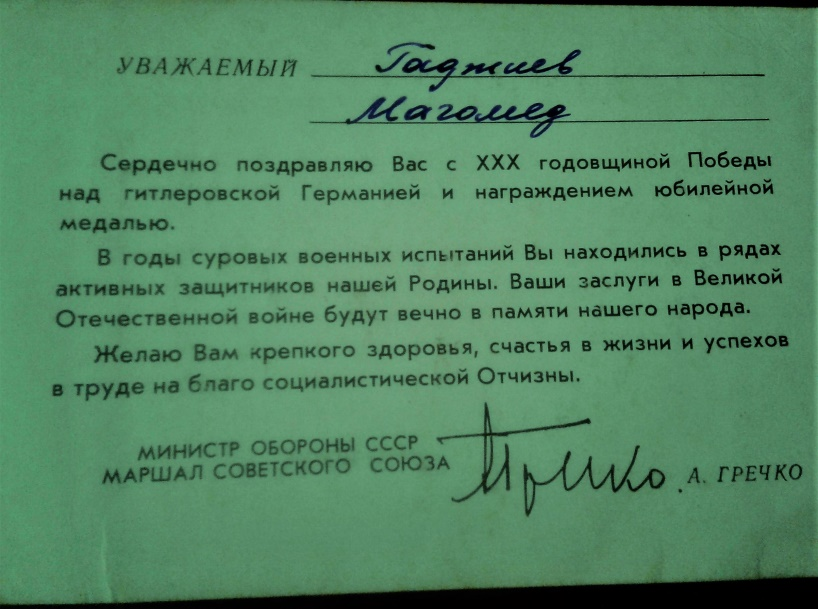 УВАЖАЕМЫЙ Гаджиев
Магомед
Сердечно поздравляю Вас с XXX годовщиной Победы
над гитлеровской Германией и награждением юбилейной
медалью.
В годы суровых военных испытаний Вы находились в рядах
активных защитников нашей Родины. Ваши заслуги в Великой
Отечественной войне будут вечно в памяти нашего народа.
Желаю Вам крепкого здоровья, счастья в жизни и успехов
в труде на благо социалистической Отчизны.
МИНИСТР ОБОРОНЫ СССР
МАРШАЛ СОВЕТСКОГО СОЮЗА
А. ГРЕЧКО